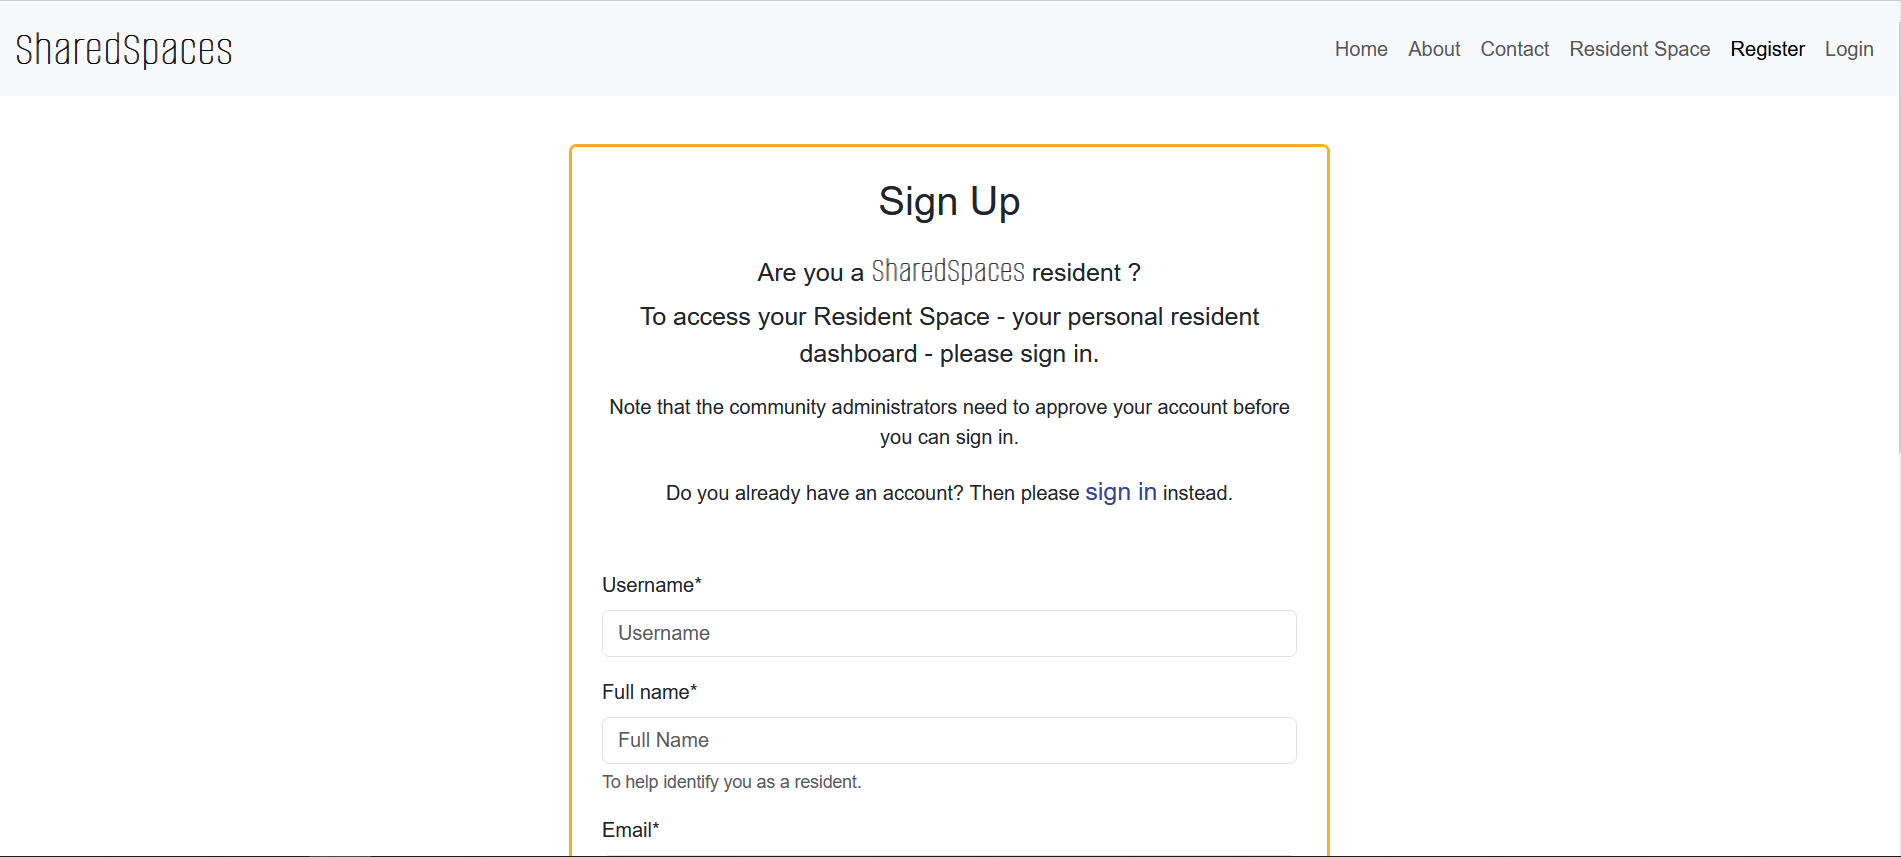 SharedSpaces
Home About Contact Resident Space Register Login
Sign Up
Are you a SharedSpaces resident ?
To access your Resident Space - your personal resident
dashboard - please sign in.
Note that the community administrators need to approve your account before
you can sign in.
Do you already have an account? Then please sign in instead.
Username*
Username
Full name*
Full Name
To help identify you as a resident.
Email*